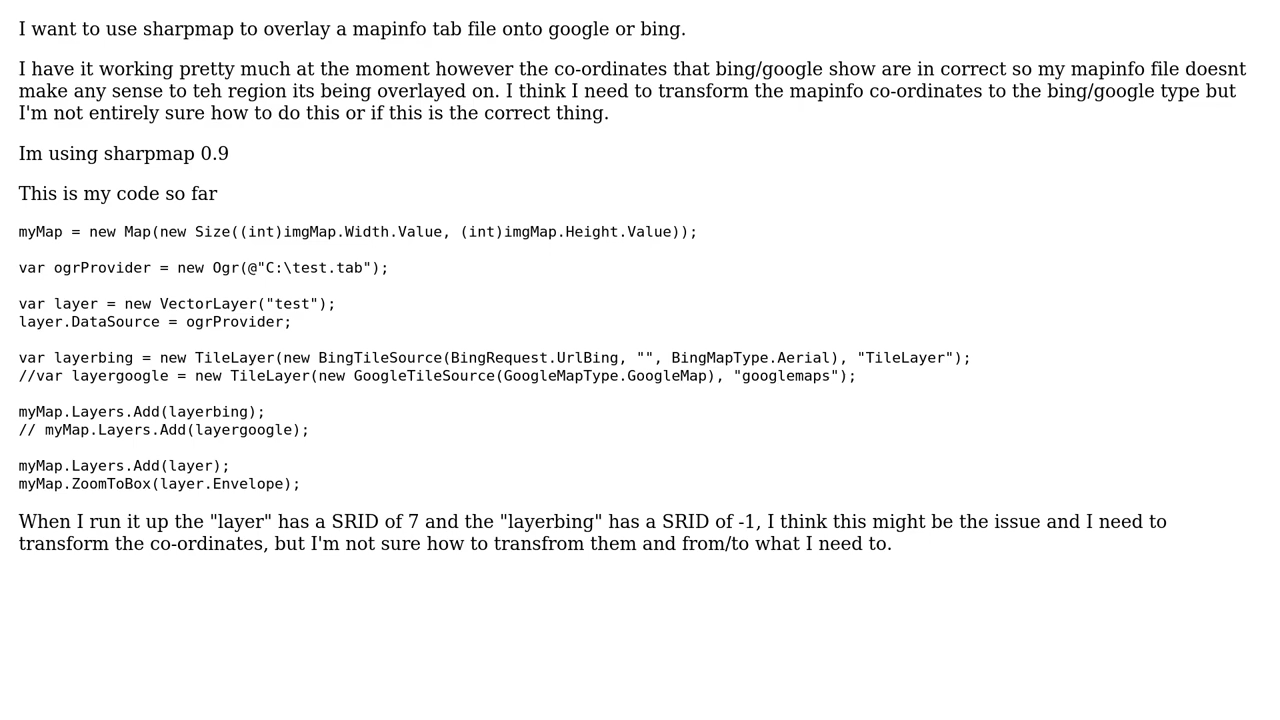 I want to use sharpmap to overlay a mapinfo tab file onto google or bing.
I have it working pretty much at the moment however the co-ordinates that bing/google show are in correct so my mapinfo file doesnt
make any sense to teh region its being overlayed on. I think I need to transform the mapinfo co-ordinates to the bing/google type but
I'm not entirely sure how to do this or if this is the correct thing.
Im using sharpmap 0.9
This is my code so far
myMap = new Map(new Size((int)imgMap.Width.Value, (int)imgMap.Height.Value));
var ogrProvider = new Ogr(@"C:\test.tab");
var layer = new VectorLayer("test");
layer.DataSource = ogrProvider;
var layerbing = new TileLayer(new BingTileSource(BingRequest.UrlBing, "", BingMapType.Aerial), "TileLayer");
//var layergoogle = new TileLayer(new GoogleTileSource(GoogleMapType.GoogleMap), "googlemaps");
myMap.Layers.Add(layerbing);
// myMap.Layers.Add(layergoogle);
myMap.Layers.Add(layer);
myMap.ZoomToBox(layer.Envelope);
When I run it up the "layer" has a SRID of 7 and the "layerbing" has a SRID of -1, I think this might be the issue and I need to
transform the co-ordinates, but I'm not sure how to transfrom them and from/to what I need to.